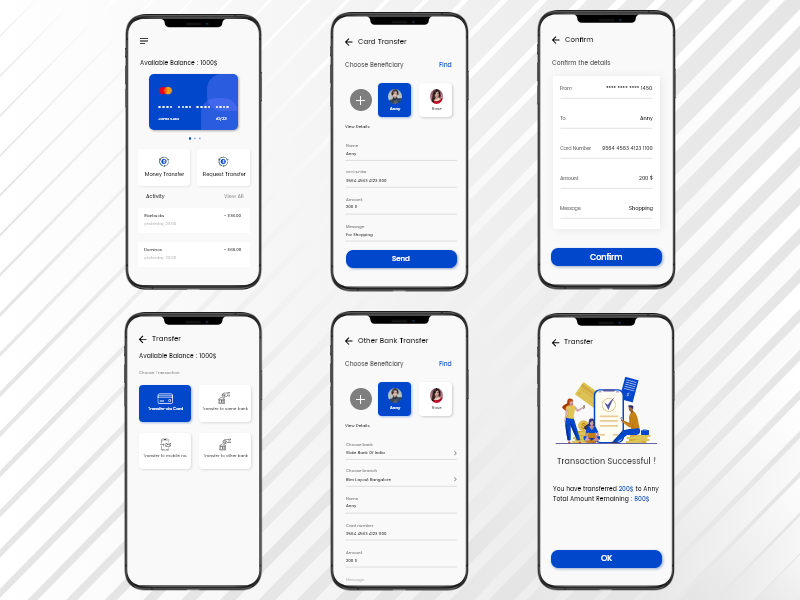 Available Balance : 1000$
01/23
Money Transfer
Request Transfer
Activity
View All
Starbucks
- $36.00
yesterday
Dominos
yesterday
Card Transfer
Choose Beneficiary
Find
Anny
Rose
View Details
Name
Anny
card number
9564 4563 4123 1100
Amount
200 $
Message
For Shopping
Send
Confirm
Confirm the details
From
**** **** **** 1450
To
Anny
Card Number
9564 4563 4123 1100
Amount
200 $
Message
Shopping
Confirm
Transfer
Available Balance : 1000$
Choose Transaction
Transfer via Card
Transfer to same bank
Transfer to mobile no.
Transfer to other bank
Other Bank Transfer
Choose Beneficiary
Find
Anny
Rose
View Details
Choose bank
State Bank Of India
Choose branch
Btm Layout Bangalore
Name
Anny
Card number
9564 4563 4123 1100
Amount
200 $
Message
Transfer
Transaction Successful !
You have transferred 200$ to Anny
Total Amount Remaining : 800$
OK